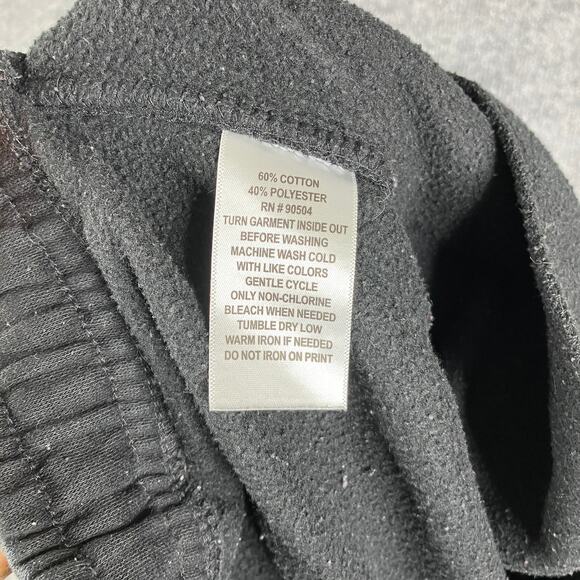 60% COTTON
40% POLYESTER
RN # 90504
TURN GARMENT INSIDE OUT
BEFORE WASHING
MACHINE WASH COLD
WITH LIKE COLORS
GENTLE CYCLE
ONLY NON-CHLORINE
BLEACH WHEN NEEDED
TUMBLE DRY LOW
WARM IRON IF NEEDED
DO NOT IRON ON PRINT